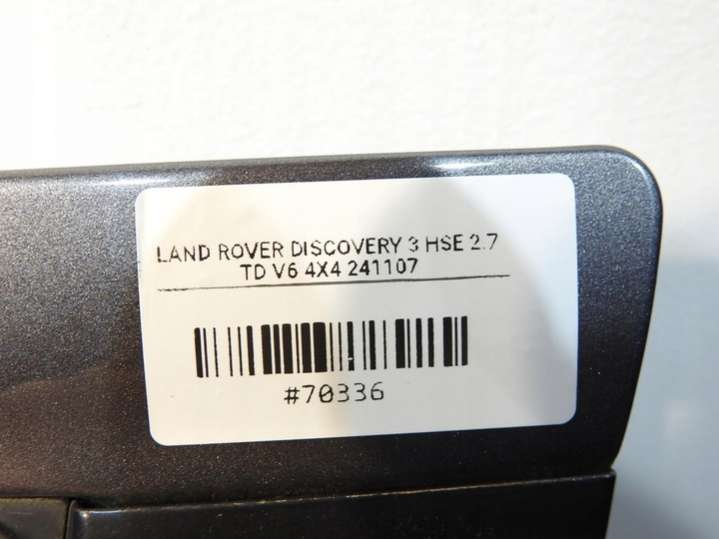 LAND ROVER DISCOVERY 3 HSE 2.7
TD V6 4X4 241107
#70336